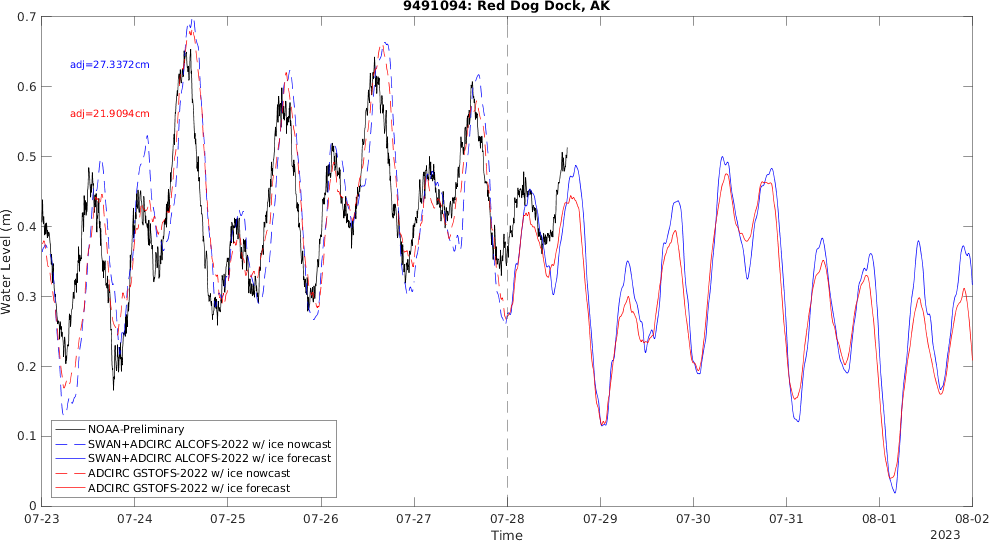 9491094: Red Dog Dock, AK
0.7
0.6
0.5
0.4
0.3
0.2
0.1
0
Water Level (m)
adj=27.3372cm
adj=21.9094cm
NOAA-Preliminary
SWAN+ADCIRC ALCOFS-2022 w/ ice nowcast
SWAN+ADCIRC ALCOFS-2022 w/ ice forecast
ADCIRC GSTOFS-2022 w/ ice nowcast
ADCIRC GSTOFS-2022 w/ ice forecast
07-23 07-24 07-25 07-26 07-27 07-28 07-29 07-30 07-31 08-01 08-02
Time
2023